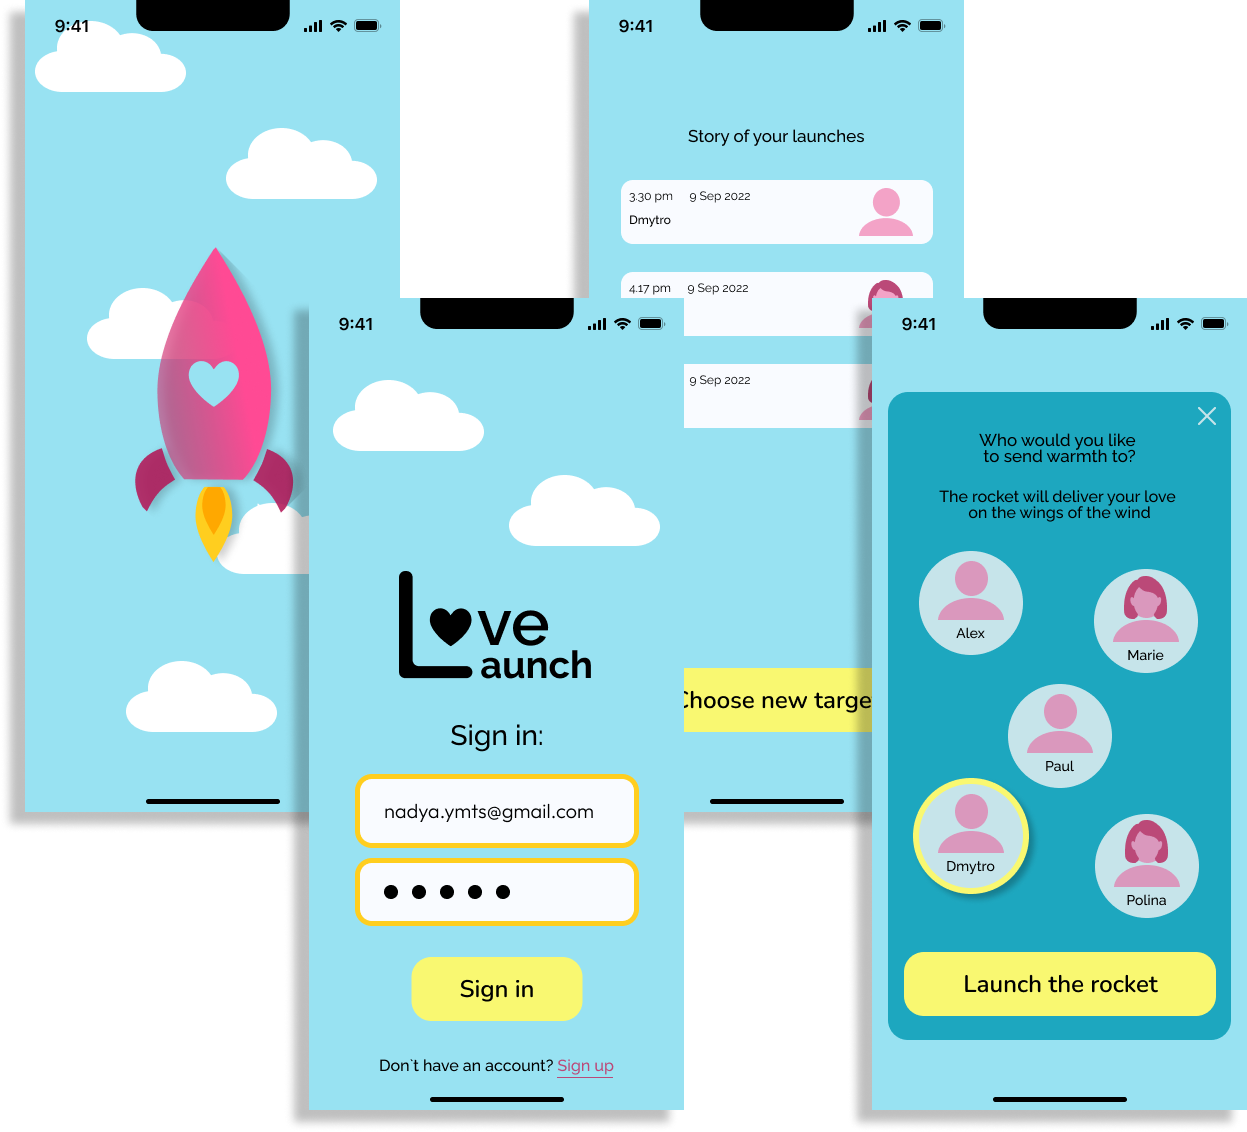 9:41
9:41
Story of your launches
3.30 pm 9 Sep 2022
Dmytro
4.17 pm 9 Sep 2022
9 Sep 2022
Choose new targe
9:41
Love
aunch
Sign in:
nadya.ymts@gmail.com
Sign in
Don`t have an account? Sign up
9:41
Who would you like
to send warmth to?
The rocket will deliver your love
on the wings of the wind
Alex
Marie
Paul
Dmytro
Polina
Launch the rocket